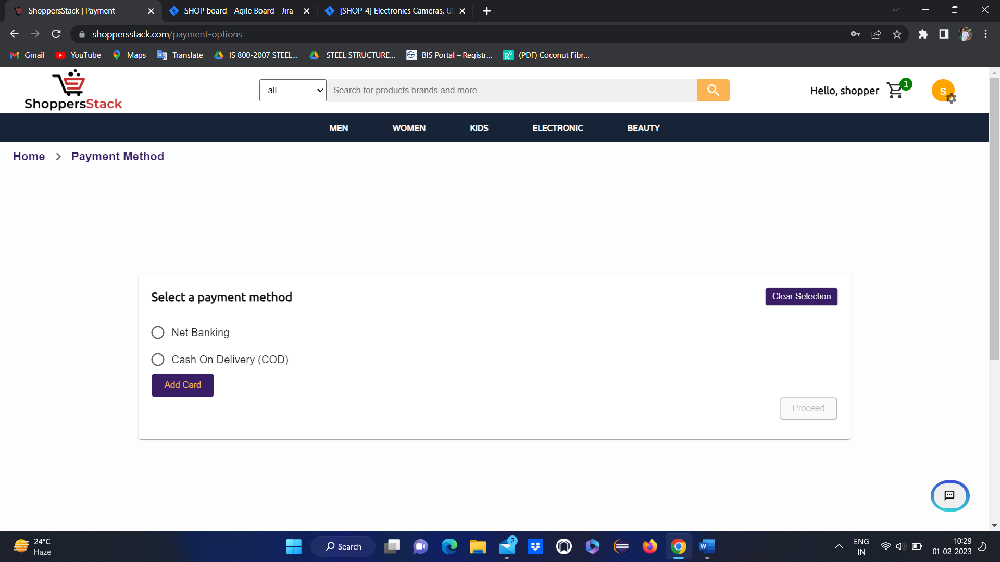 ShoppersStack | Payment
SHOP board - Agile Board - Jira
[SHOP-4] Electronics Cameras, US
shoppersstack.com/payment-options
Gmail
YouTube
Maps
Translate
IS 800-2007 STEEL...
STEEL STRUCTURE...
BIS Portal – Registr...
(PDF) Coconut Fibr...
ShoppersStack
all
Search for products brands and more
Hello, shopper
1
S
MEN
WOMEN
KIDS
ELECTRONIC
BEAUTY
Home > Payment Method
Select a payment method
Clear Selection
Net Banking
Cash On Delivery (COD)
Add Card
Proceed
24°C
Haze
Search
2
ENG
IN
10:29
01-02-2023